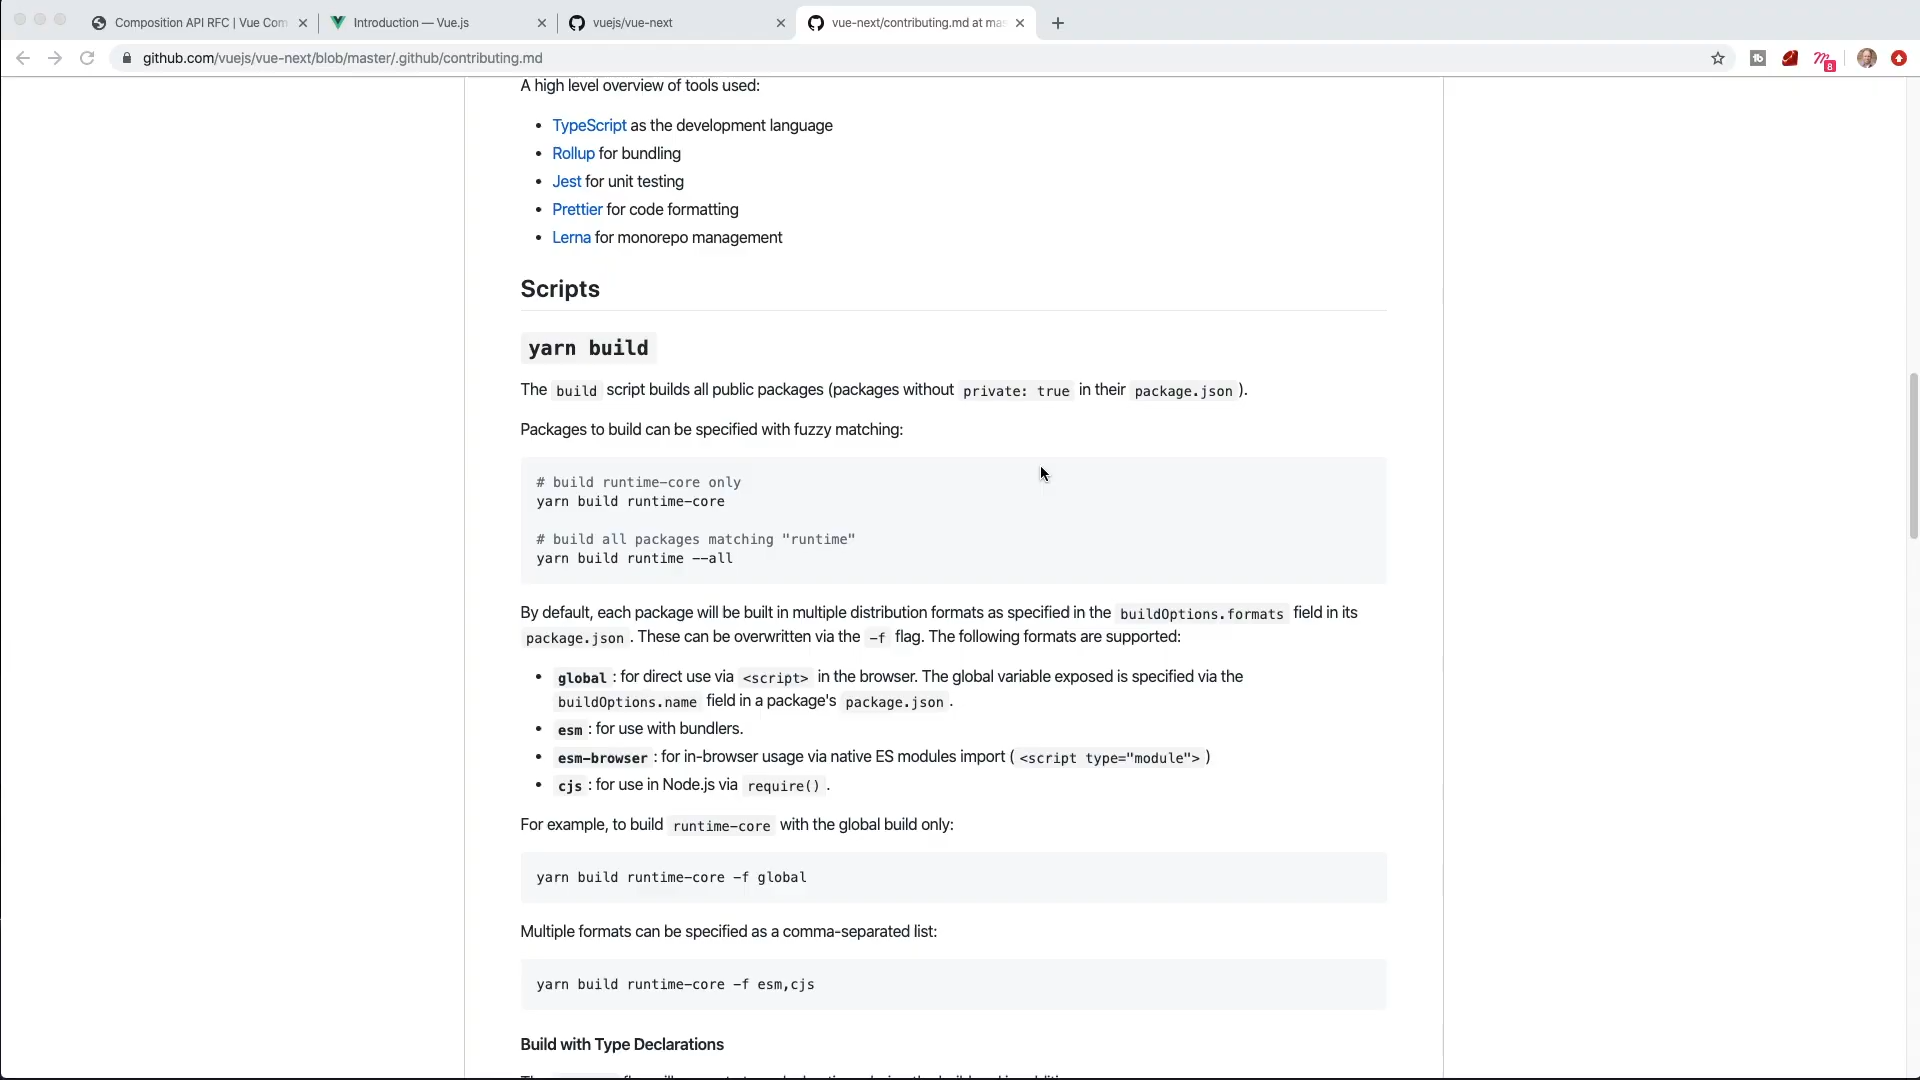 Composition API RFC | Vue Com
Introduction — Vue.js
vuejs/vue-next
vue-next/contributing.md at mas
github.com/vuejs/vue-next/blob/master/.github/contributing.md
8
A high level overview of tools used:
• TypeScript as the development language
• Rollup for bundling
• Jest for unit testing
• Prettier for code formatting
• Lerna for monorepo management
Scripts
yarn build
The build script builds all public packages (packages without private: true in their package.json ).
Packages to build can be specified with fuzzy matching:
# build runtime-core only
yarn build runtime-core
# build all packages matching "runtime"
yarn build runtime --all
By default, each package will be built in multiple distribution formats as specified in the buildOptions.formats field in its
package.json . These can be overwritten via the -f flag. The following formats are supported:
• global : for direct use via <script> in the browser. The global variable exposed is specified via the
buildOptions.name field in a package's package.json .
• esm : for use with bundlers.
• esm-browser : for in-browser usage via native ES modules import ( <script type="module"> )
• cjs : for use in Node.js via require() .
For example, to build runtime-core with the global build only:
yarn build runtime-core -f global
Multiple formats can be specified as a comma-separated list:
yarn build runtime-core -f esm,cjs
Build with Type Declarations